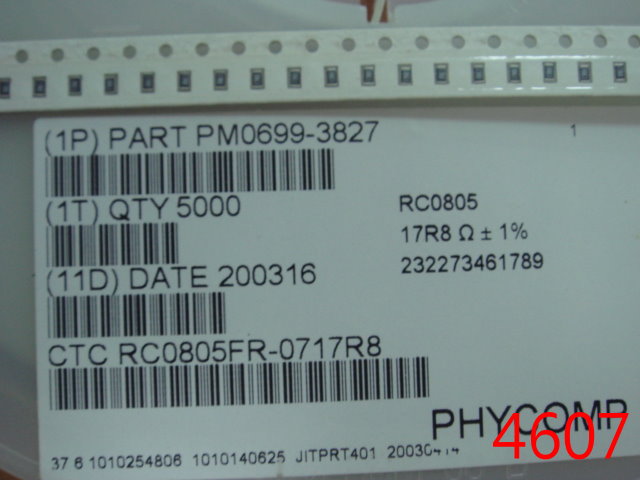 (1P) PART PM0699-3827
1
(1T) QTY 5000
RC0805
17R8 Ω ± 1%
232273461789
(11D) DATE 200316
CTC RC0805FR-0717R8
PHYCOMP
4607
37 6 1010254806 1010140625 JITPRT401